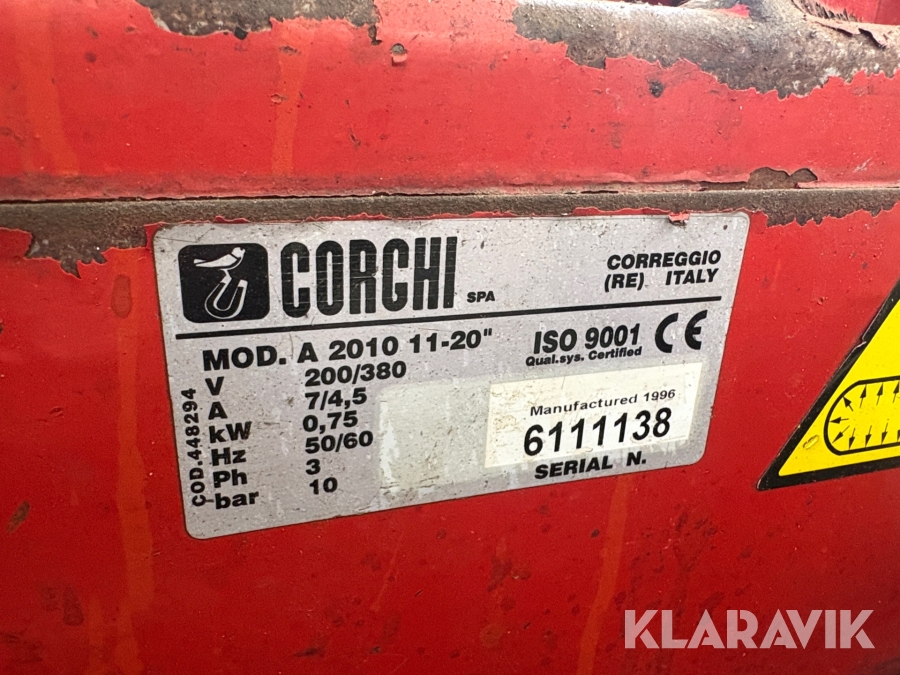 CORGHI SPA
CORREGGIO
(RE) ITALY
MOD. A 2010 11-20"
V 200/380
A 7/4,5
kW 0,75
Hz 50/60
Ph 3
bar 10
COD.448294
ISO 9001 CE
Qual.sys. Certified
Manufactured 1996
6111138
SERIAL N.
KLARAVIK